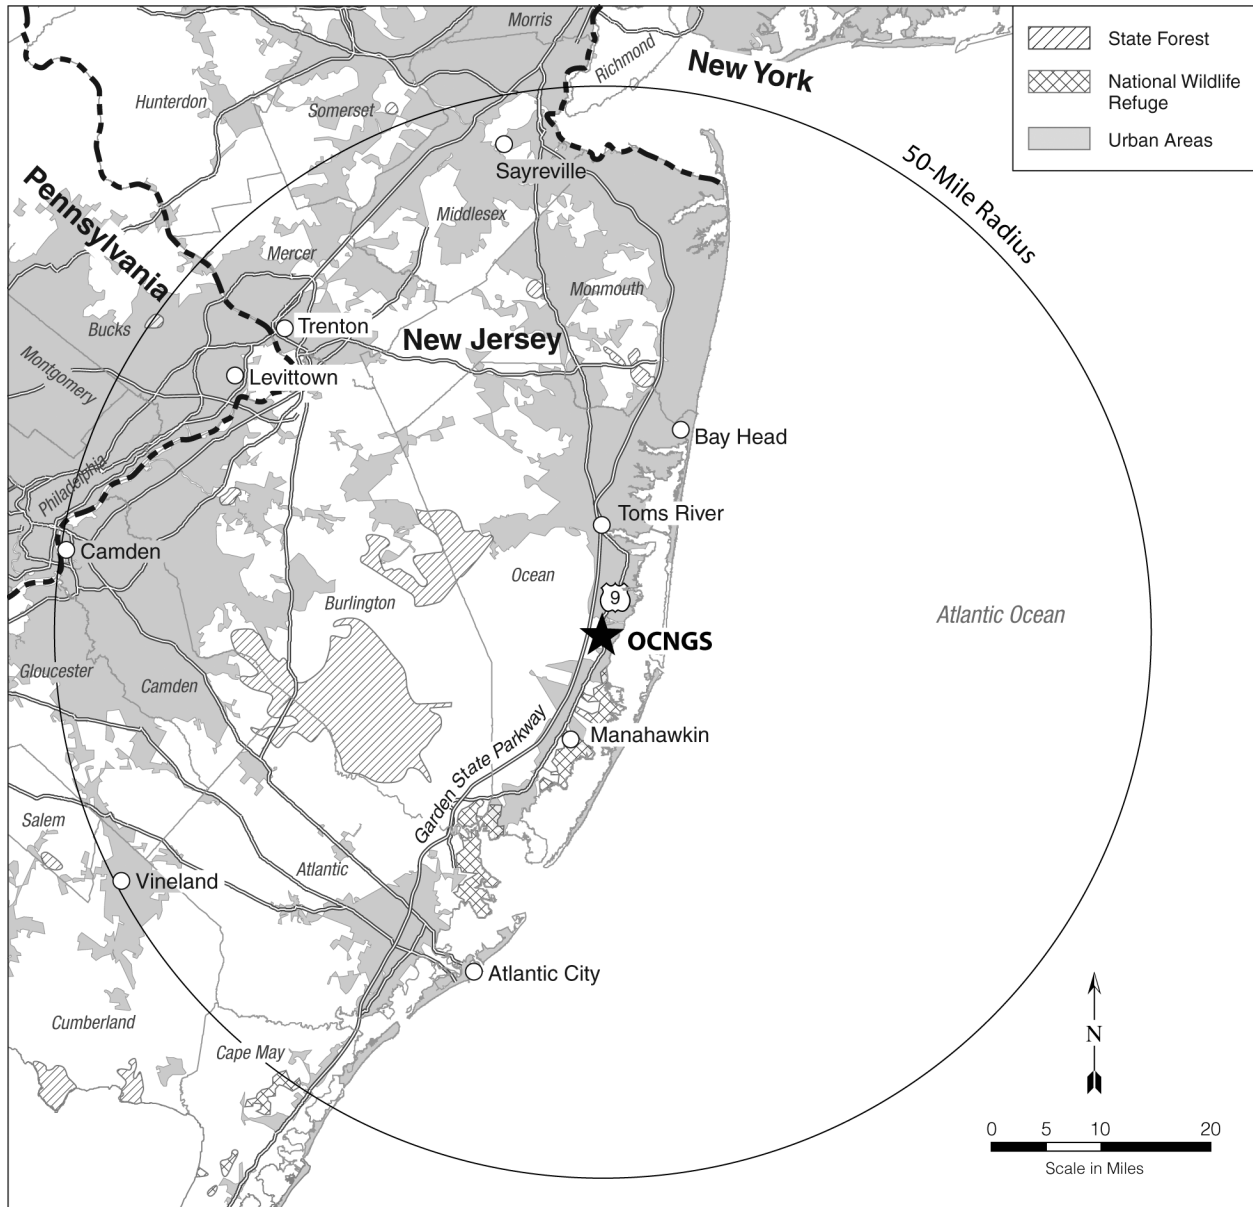 Morris
Richmond
New York
State Forest
National Wildlife
Refuge
Urban Areas
Hunterdon
Somerset
50-Mile Radius
Sayreville
Pennsylvania
Middlesex
Mercer
Monmouth
Bucks
Trenton
New Jersey
Montgomery
Levittown
Bay Head
Philadelphia
Toms River
Camden
Ocean
9
Burlington
Atlantic Ocean
OCNGS
Gloucester
Camden
Garden State Parkway
Manahawkin
Salem
Atlantic
Vineland
Atlantic City
Cumberland
N
Cape May
0 5 10 20
Scale in Miles